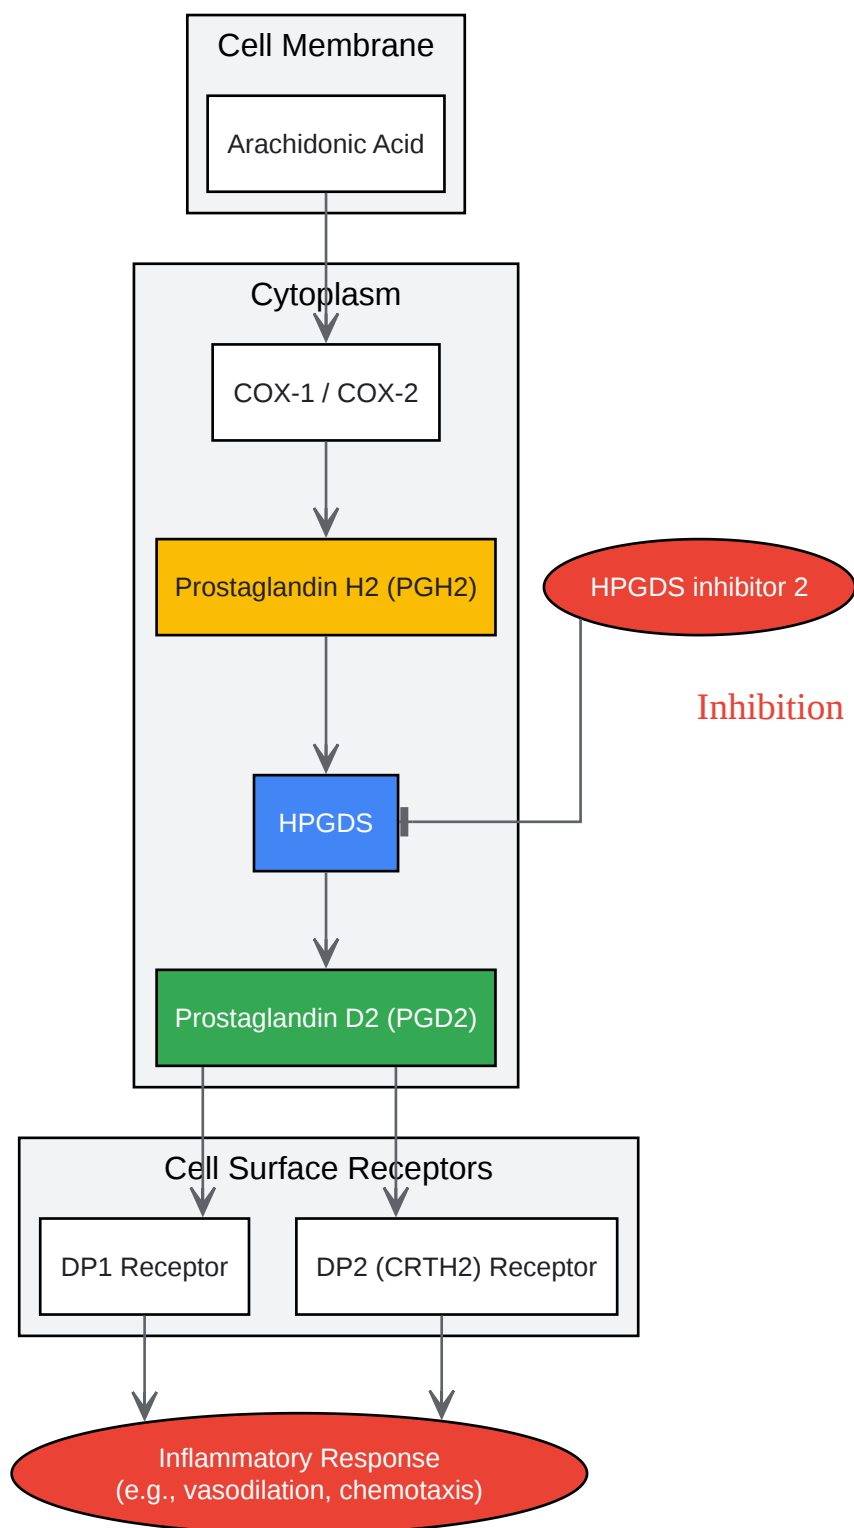 Cell Membrane
Arachidonic Acid
Cytoplasm
COX-1 / COX-2
Prostaglandin H2 (PGH2)
HPGDS inhibitor 2
Inhibition
HPGDS
Prostaglandin D2 (PGD2)
Cell Surface Receptors
DP1 Receptor
DP2 (CRTH2) Receptor
Inflammatory Response
(e.g., vasodilation, chemotaxis)